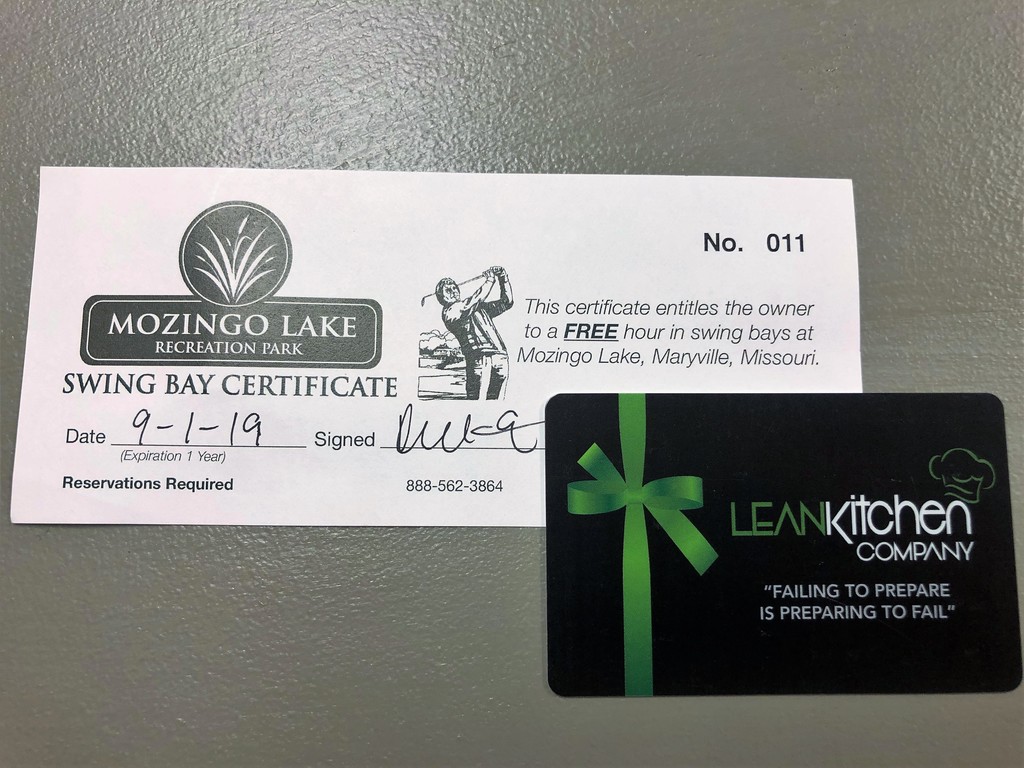 No. 011
MOZINGO LAKE
RECREATION PARK
SWING BAY CERTIFICATE
This certificate entitles the owner
to a FREE hour in swing bays at
Mozingo Lake, Maryville, Missouri.
Date 9-1-19 Signed
(Expiration 1 Year)
Reservations Required 888-562-3864
LEANKitchen
COMPANY
"FAILING TO PREPARE
IS PREPARING TO FAIL"